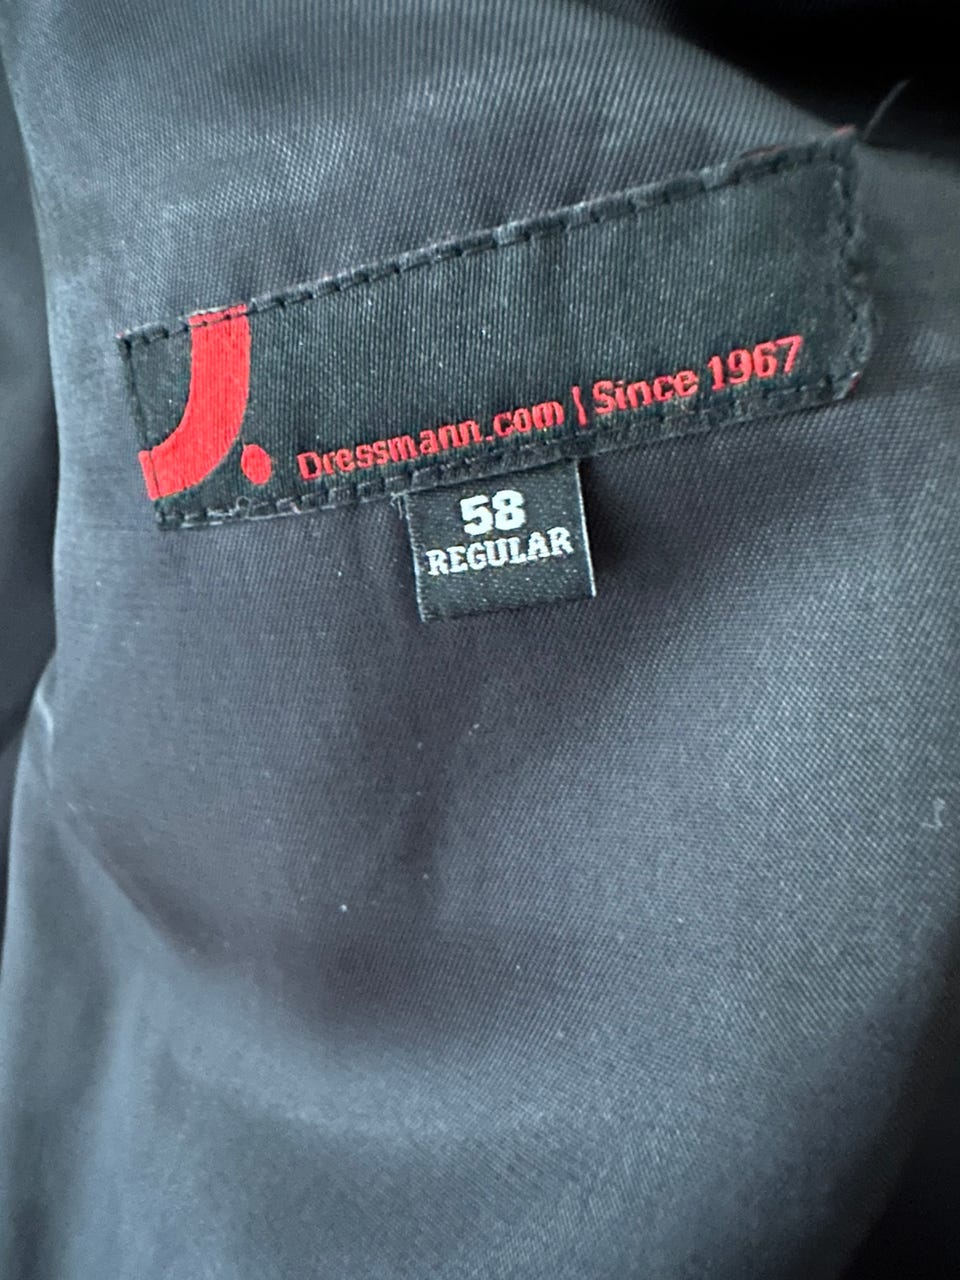 J.
Dressmann.com | Since 1967
58
REGULAR